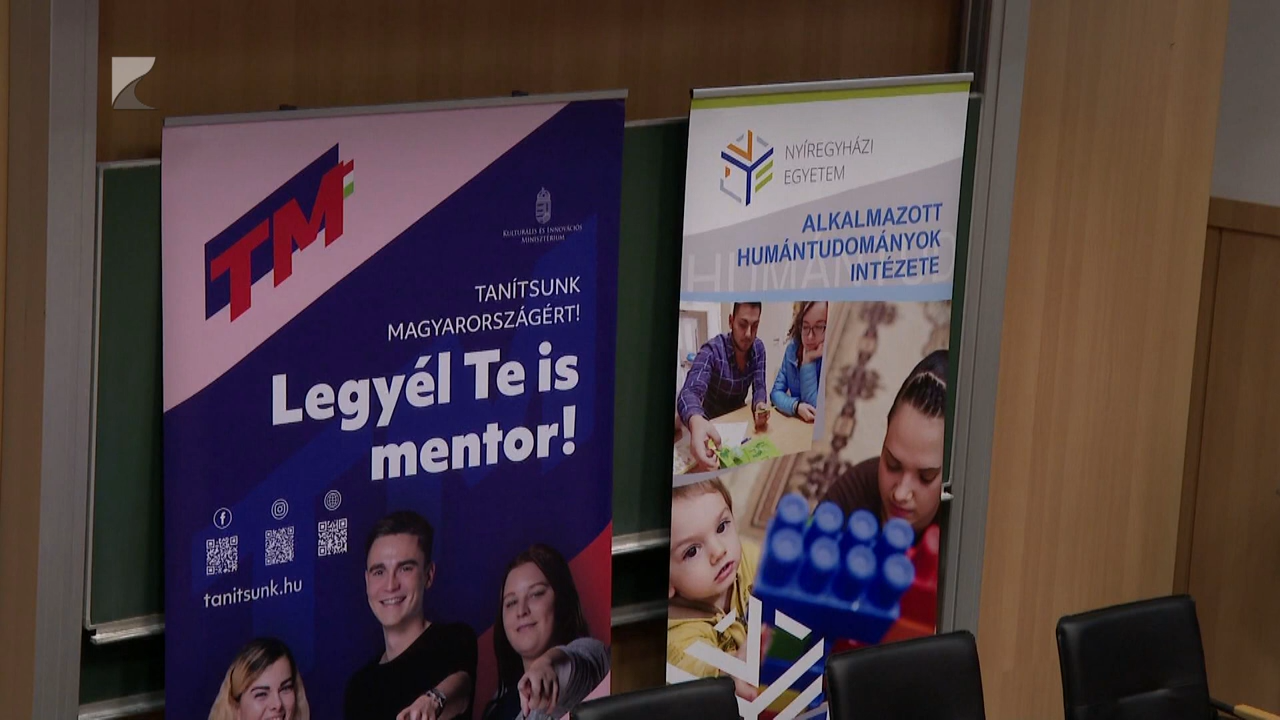 TM
KULTURÁLIS ÉS INNOVÁCIÓS
MINISZTÉRIUM
TANÍTSUNK
MAGYARORSZÁGÉRT!
Legyél Te is
mentor!
tanitsunk.hu
NYÍREGYHÁZI
EGYETEM
ALKALMAZOTT
HUMÁNTUDOMÁNYOK
INTÉZETE